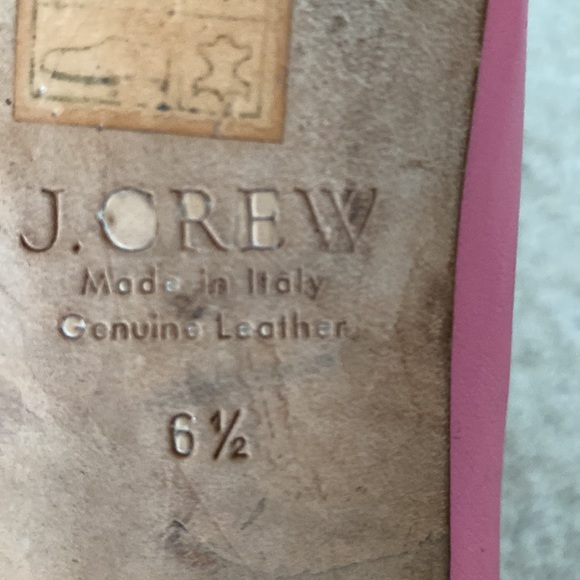 J.CREW
Made in Italy
Genuine Leather
6 ½